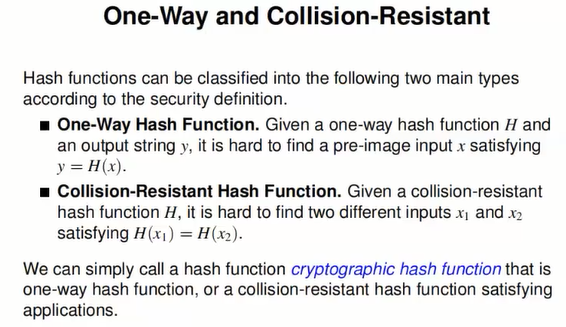 One-Way and Collision-Resistant
Hash functions can be classified into the following two main types
according to the security definition.
■ One-Way Hash Function. Given a one-way hash function H and
an output string y, it is hard to find a pre-image input x satisfying
y = H(x).
■ Collision-Resistant Hash Function. Given a collision-resistant
hash function H, it is hard to find two different inputs x₁ and x₂
satisfying H(x₁) = H(x₂).
We can simply call a hash function cryptographic hash function that is
one-way hash function, or a collision-resistant hash function satisfying
applications.